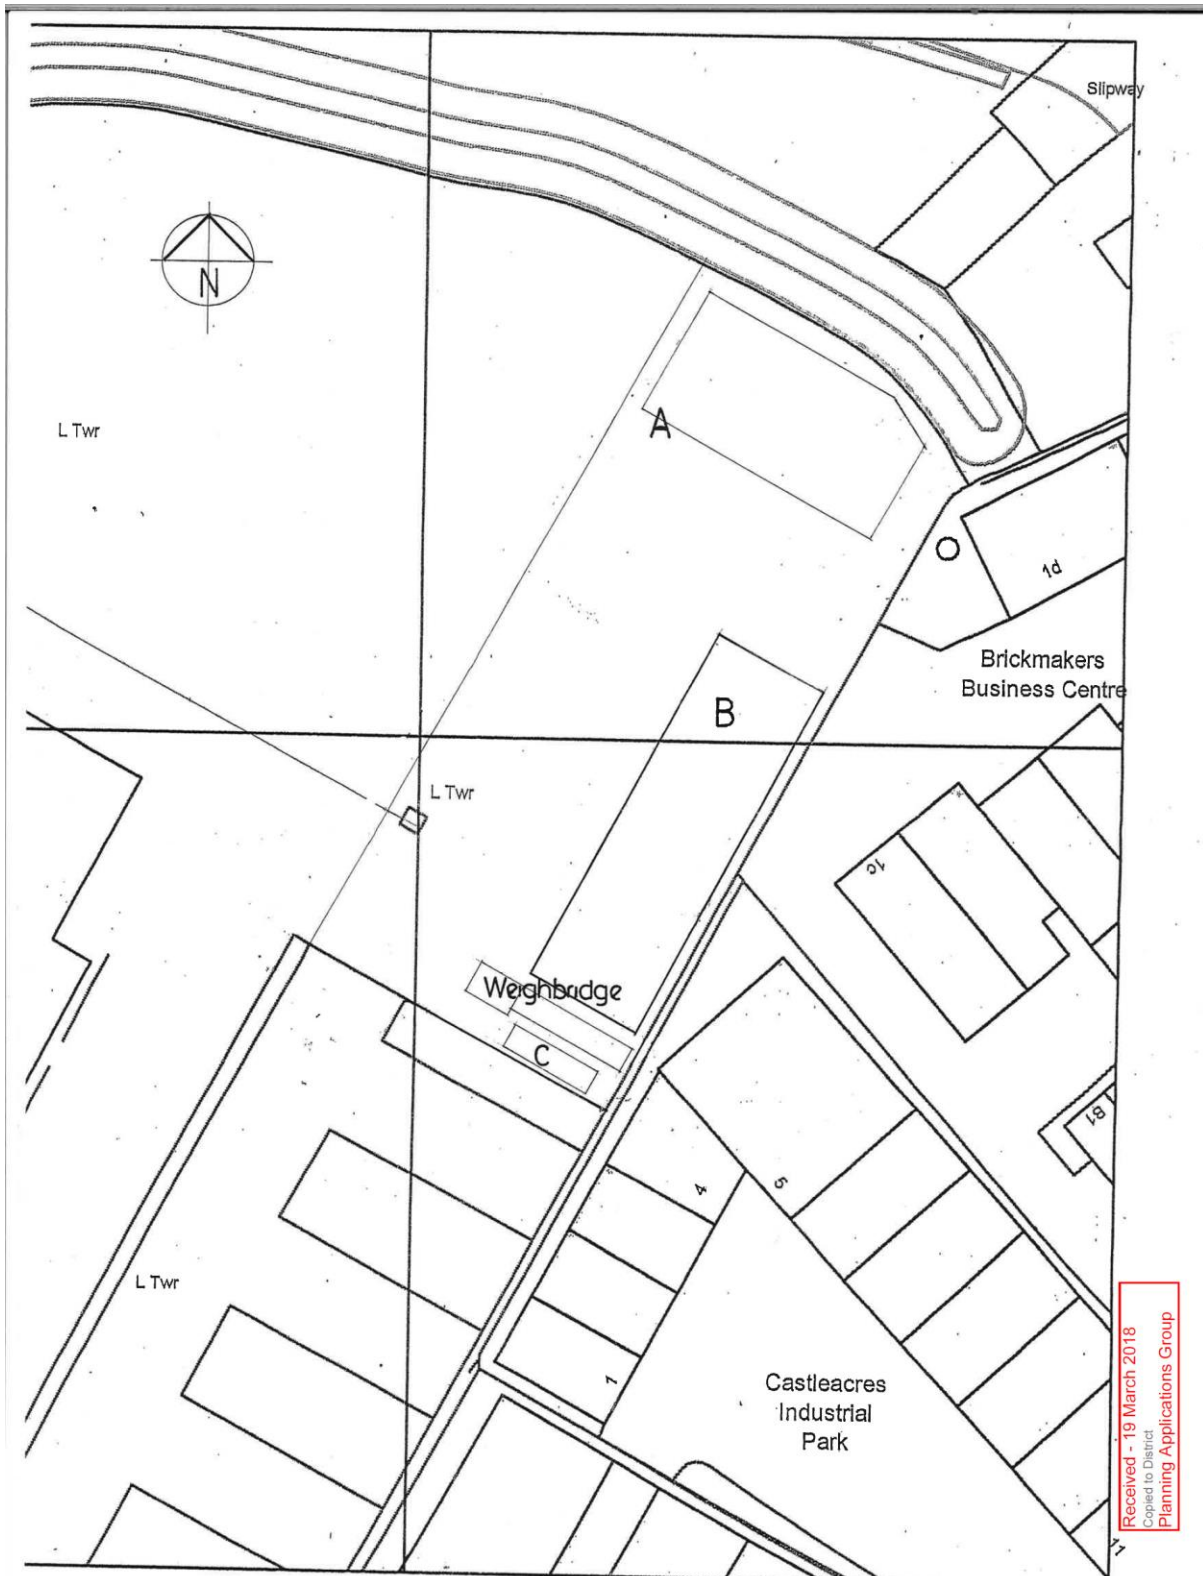 Slipway
N
L Twr
A
1d
Brickmakers
Business Centre
B
L Twr
1c
Weighbridge
C
B1
4
5
L Twr
1
Castleacres
Industrial
Park
11
Received - 19 March 2018
Copied to District
Planning Applications Group